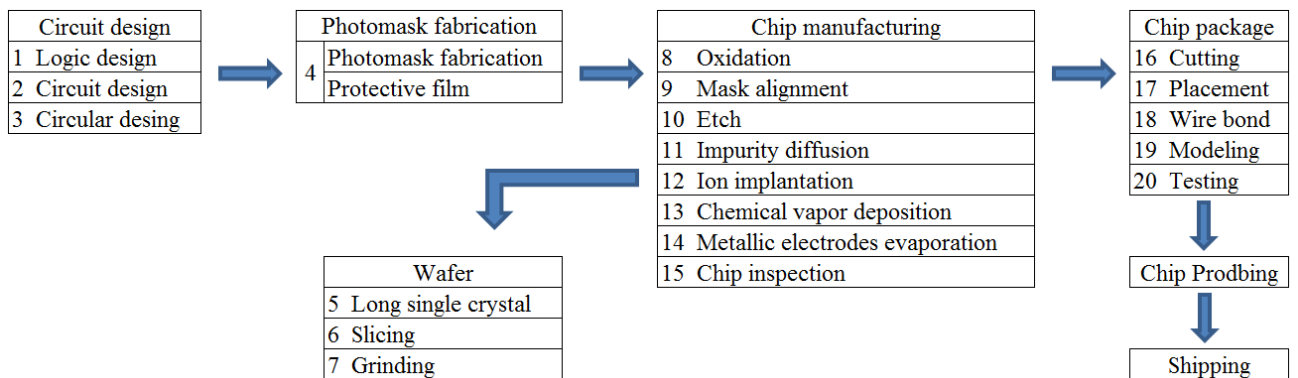 Circuit design
1 Logic design
2 Circuit design
3 Circular desing
Photomask fabrication
4
Photomask fabrication
Protective film
Chip manufacturing
8 Oxidation
9 Mask alignment
10 Etch
11 Impurity diffusion
12 Ion implantation
13 Chemical vapor deposition
14 Metallic electrodes evaporation
15 Chip inspection
Chip package
16 Cutting
17 Placement
18 Wire bond
19 Modeling
20 Testing
Wafer
5 Long single crystal
6 Slicing
7 Grinding
Chip Prodbing
Shipping